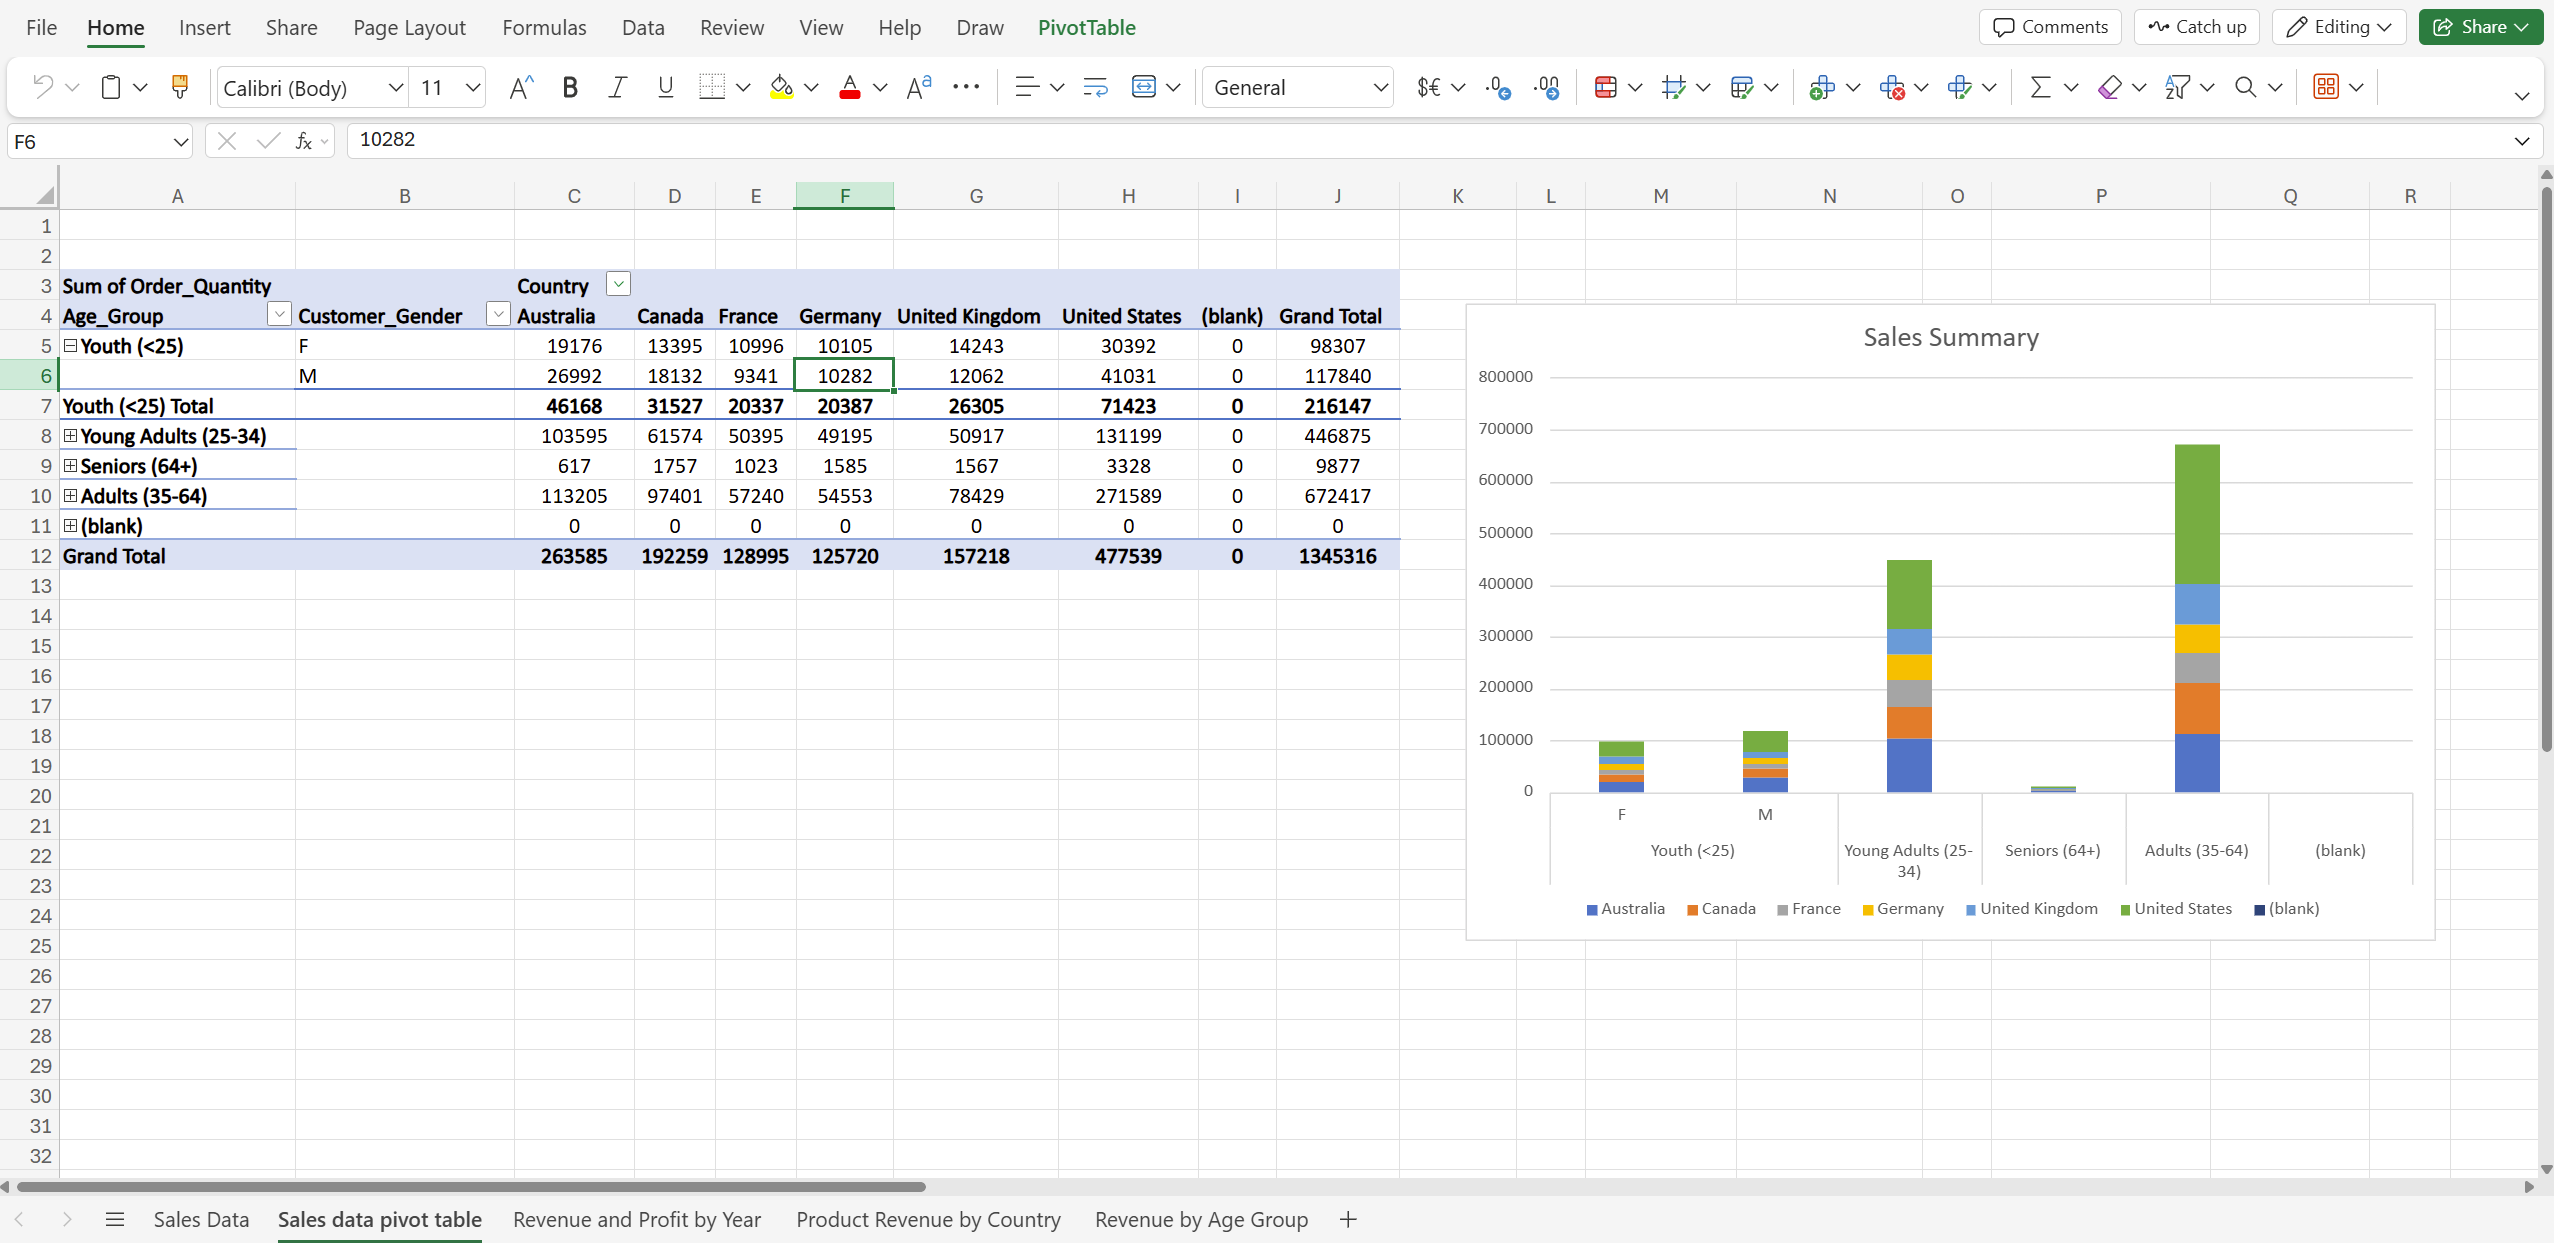 File Home Insert Share Page Layout Formulas Data Review View Help Draw PivotTable Comments Catch up Editing Share
Calibri (Body) 11 General
F6 fx 10282
A B C D E F G H I J K L M N O P Q R
1
2
3 Sum of Order_Quantity Country
4 Age_Group Customer_Gender Australia Canada France Germany United Kingdom United States (blank) Grand Total
5 Youth (<25) F 19176 13395 10996 10105 14243 30392 0 98307
6 M 26992 18132 9341 10282 12062 41031 0 117840
7 Youth (<25) Total 46168 31527 20337 20387 26305 71423 0 216147
8 Young Adults (25-34) 103595 61574 50395 49195 50917 131199 0 446875
9 Seniors (64+) 617 1757 1023 1585 1567 3328 0 9877
10 Adults (35-64) 113205 97401 57240 54553 78429 271589 0 672417
11 (blank) 0 0 0 0 0 0 0 0
12 Grand Total 263585 192259 128995 125720 157218 477539 0 1345316
13
14
15
16
17
18
19
20
21
22
23
24
25
26
27
28
29
30
31
32
Sales Summary
800000
700000
600000
500000
400000
300000
200000
100000
0
F M
Youth (<25) Young Adults (25- Seniors (64+) Adults (35-64) (blank)
34)
Australia Canada France Germany United Kingdom United States (blank)
Sales Data Sales data pivot table Revenue and Profit by Year Product Revenue by Country Revenue by Age Group